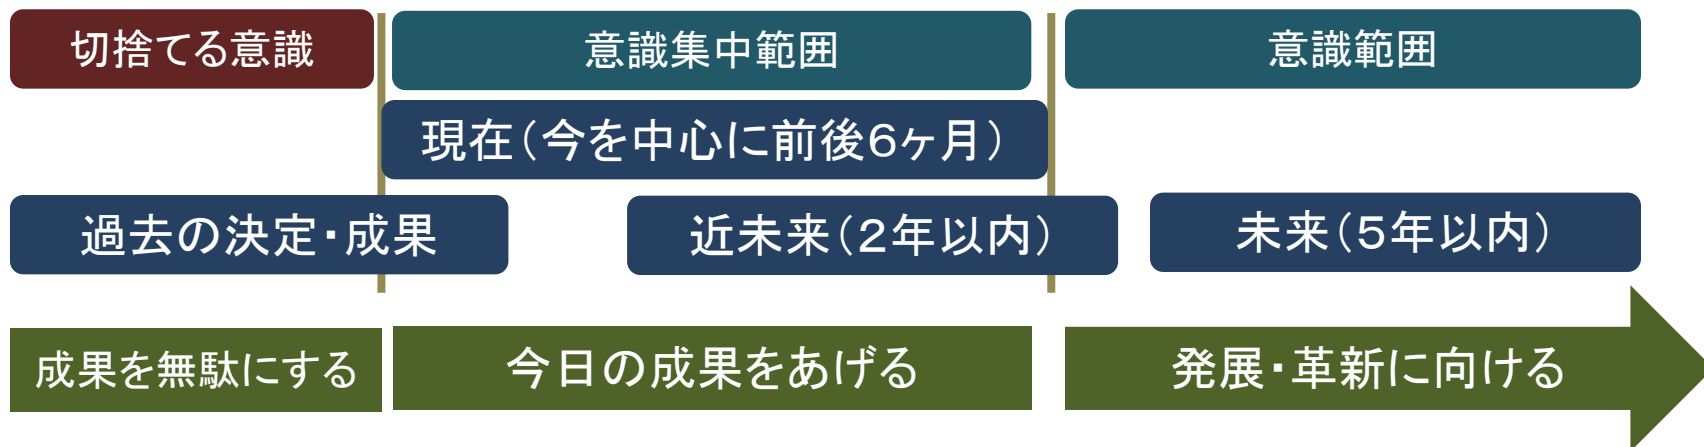 切捨てる意識
意識集中範囲
意識範囲
現在（今を中心に前後６ヶ月）
過去の決定・成果
近未来（２年以内）
未来（５年以内）
成果を無駄にする
今日の成果をあげる
発展・革新に向ける